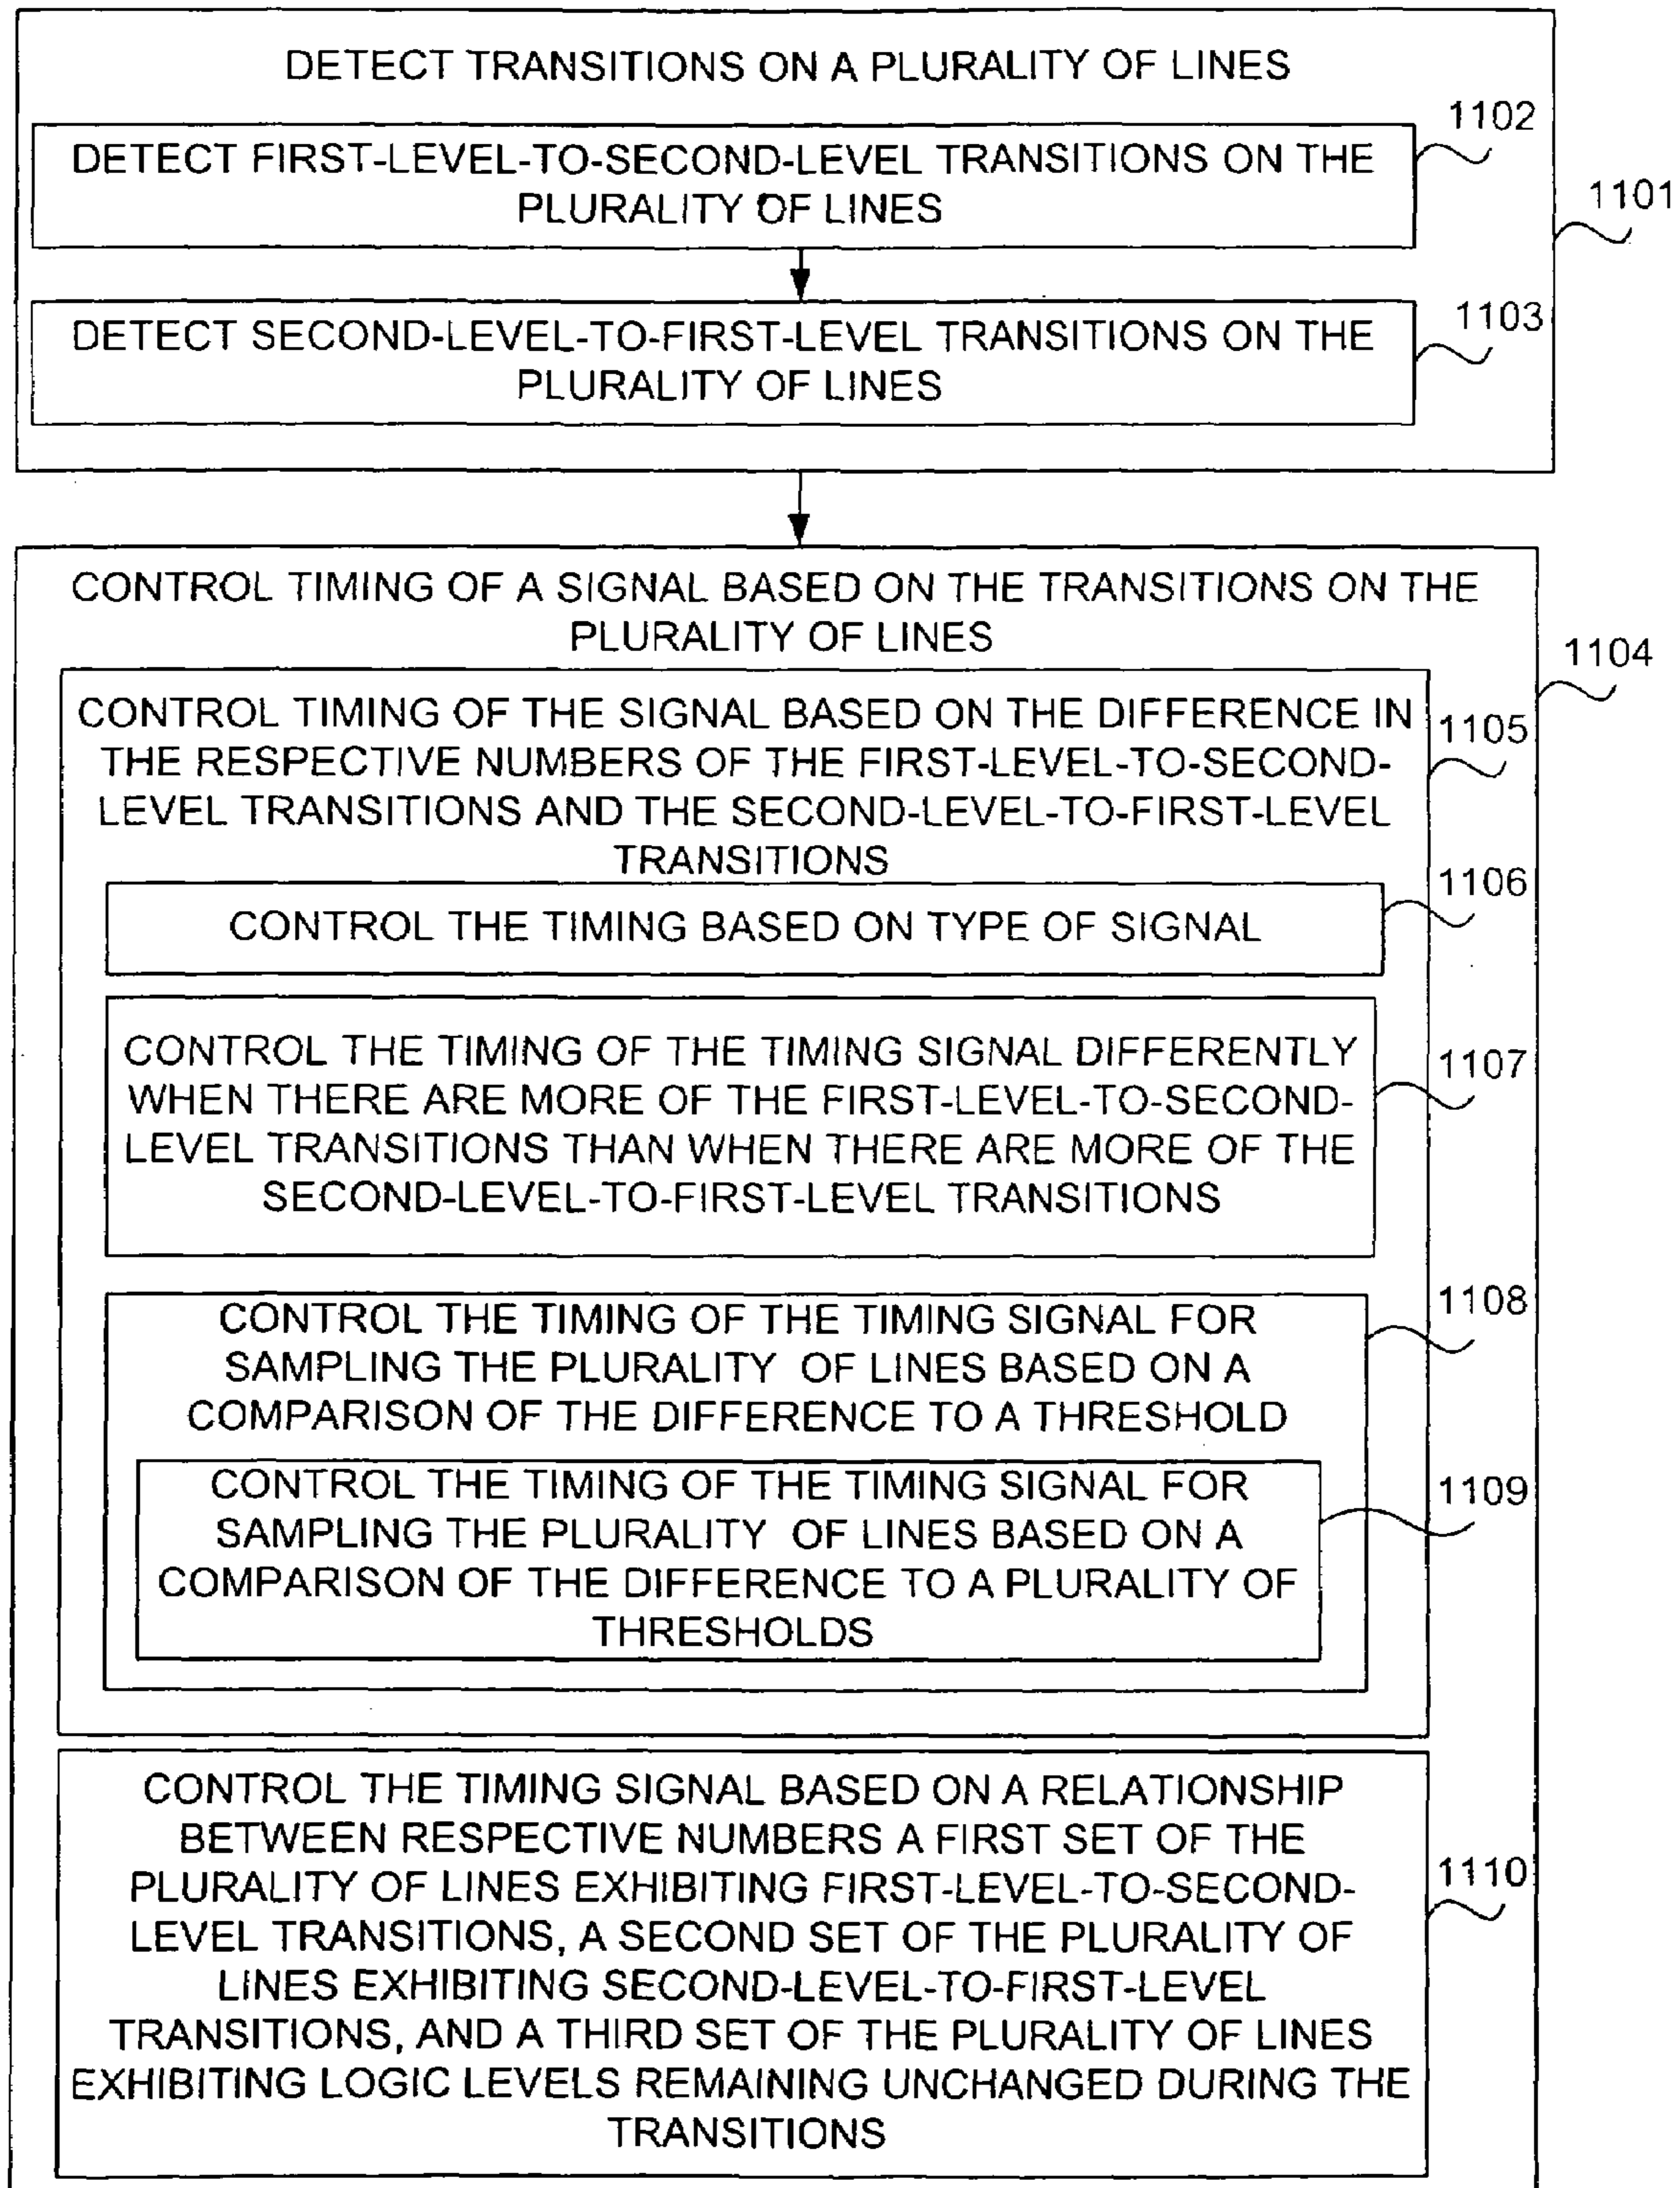 DETECT TRANSITIONS ON A PLURALITY OF LINES
1102
DETECT FIRST-LEVEL-TO-SECOND-LEVEL TRANSITIONS ON THE
PLURALITY OF LINES
1101
1103
DETECT SECOND-LEVEL-TO-FIRST-LEVEL TRANSITIONS ON THE
PLURALITY OF LINES
CONTROL TIMING OF A SIGNAL BASED ON THE TRANSITIONS ON THE
PLURALITY OF LINES
1104
CONTROL TIMING OF THE SIGNAL BASED ON THE DIFFERENCE IN
THE RESPECTIVE NUMBERS OF THE FIRST-LEVEL-TO-SECOND-
LEVEL TRANSITIONS AND THE SECOND-LEVEL-TO-FIRST-LEVEL
TRANSITIONS
1105
1106
CONTROL THE TIMING BASED ON TYPE OF SIGNAL
CONTROL THE TIMING OF THE TIMING SIGNAL DIFFERENTLY
WHEN THERE ARE MORE OF THE FIRST-LEVEL-TO-SECOND-
LEVEL TRANSITIONS THAN WHEN THERE ARE MORE OF THE
SECOND-LEVEL-TO-FIRST-LEVEL TRANSITIONS
1107
1108
CONTROL THE TIMING OF THE TIMING SIGNAL FOR
SAMPLING THE PLURALITY OF LINES BASED ON A
COMPARISON OF THE DIFFERENCE TO A THRESHOLD
CONTROL THE TIMING OF THE TIMING SIGNAL FOR
SAMPLING THE PLURALITY OF LINES BASED ON A
COMPARISON OF THE DIFFERENCE TO A PLURALITY OF
THRESHOLDS
1109
CONTROL THE TIMING SIGNAL BASED ON A RELATIONSHIP
BETWEEN RESPECTIVE NUMBERS A FIRST SET OF THE
PLURALITY OF LINES EXHIBITING FIRST-LEVEL-TO-SECOND-
LEVEL TRANSITIONS, A SECOND SET OF THE PLURALITY OF
LINES EXHIBITING SECOND-LEVEL-TO-FIRST-LEVEL
TRANSITIONS, AND A THIRD SET OF THE PLURALITY OF LINES
EXHIBITING LOGIC LEVELS REMAINING UNCHANGED DURING THE
TRANSITIONS
1110